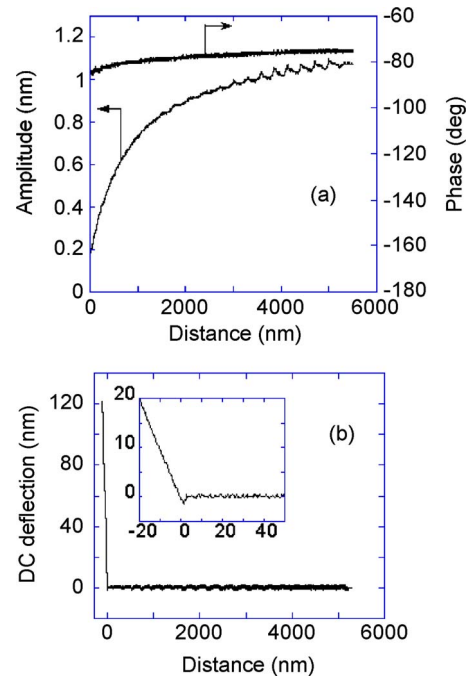 1.2
1
0.8
0.6
0.4
0.2
0
Amplitude (nm)
-60
-80
-100
-120
-140
-160
-180
Phase (deg)
(a)
0 2000 4000 6000
Distance (nm)
120
80
40
0
DC deflection (nm)
20
10
0
-20 0 20 40
(b)
0 2000 4000 6000
Distance (nm)